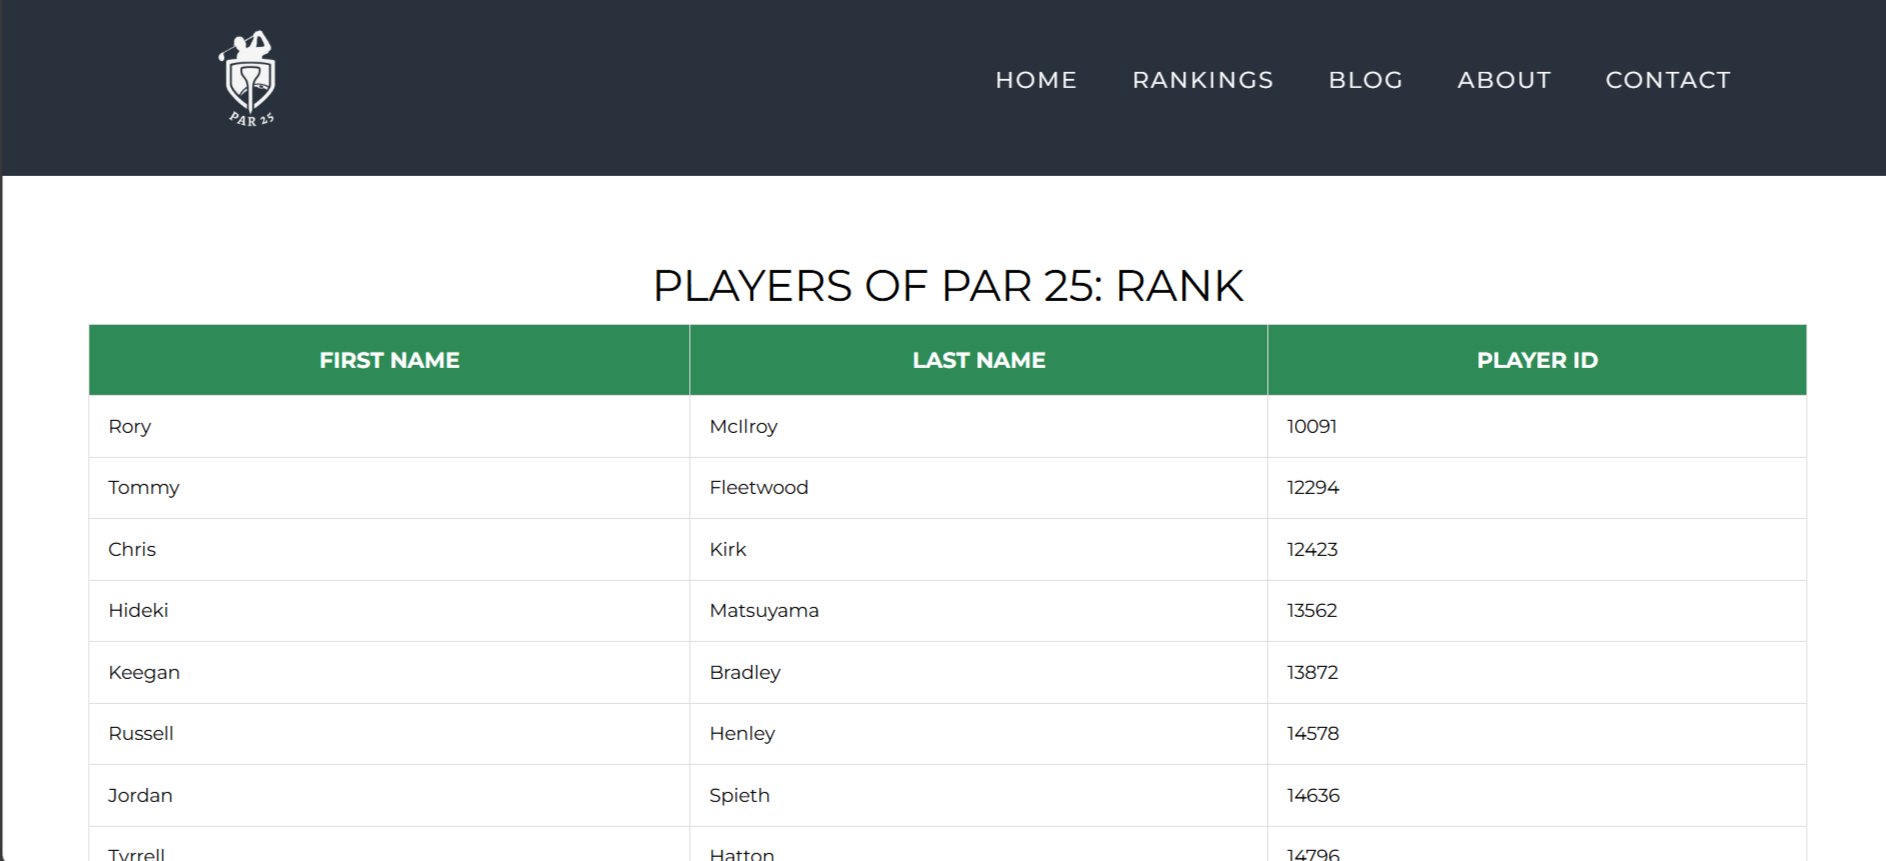 PAR 25
HOME RANKINGS BLOG ABOUT CONTACT
PLAYERS OF PAR 25: RANK
FIRST NAME LAST NAME PLAYER ID
Rory McIlroy 10091
Tommy Fleetwood 12294
Chris Kirk 12423
Hideki Matsuyama 13562
Keegan Bradley 13872
Russell Henley 14578
Jordan Spieth 14636
Tyrrell Hatton 14796